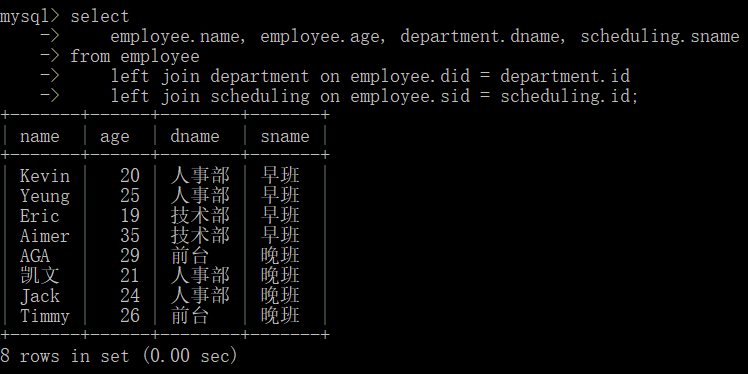 mysql> select
    ->     employee.name, employee.age, department.dname, scheduling.sname
    -> from employee
    ->     left join department on employee.did = department.id
    ->     left join scheduling on employee.sid = scheduling.id;
+-------+------+--------+-------+
| name  | age  | dname  | sname |
+-------+------+--------+-------+
| Kevin |   20 | 人事部 | 早班  |
| Yeung |   25 | 人事部 | 早班  |
| Eric  |   19 | 技术部 | 早班  |
| Aimer |   35 | 技术部 | 早班  |
| AGA   |   29 | 前台   | 晚班  |
| 凯文  |   21 | 人事部 | 晚班  |
| Jack  |   24 | 人事部 | 晚班  |
| Timmy |   26 | 前台   | 晚班  |
+-------+------+--------+-------+
8 rows in set (0.00 sec)